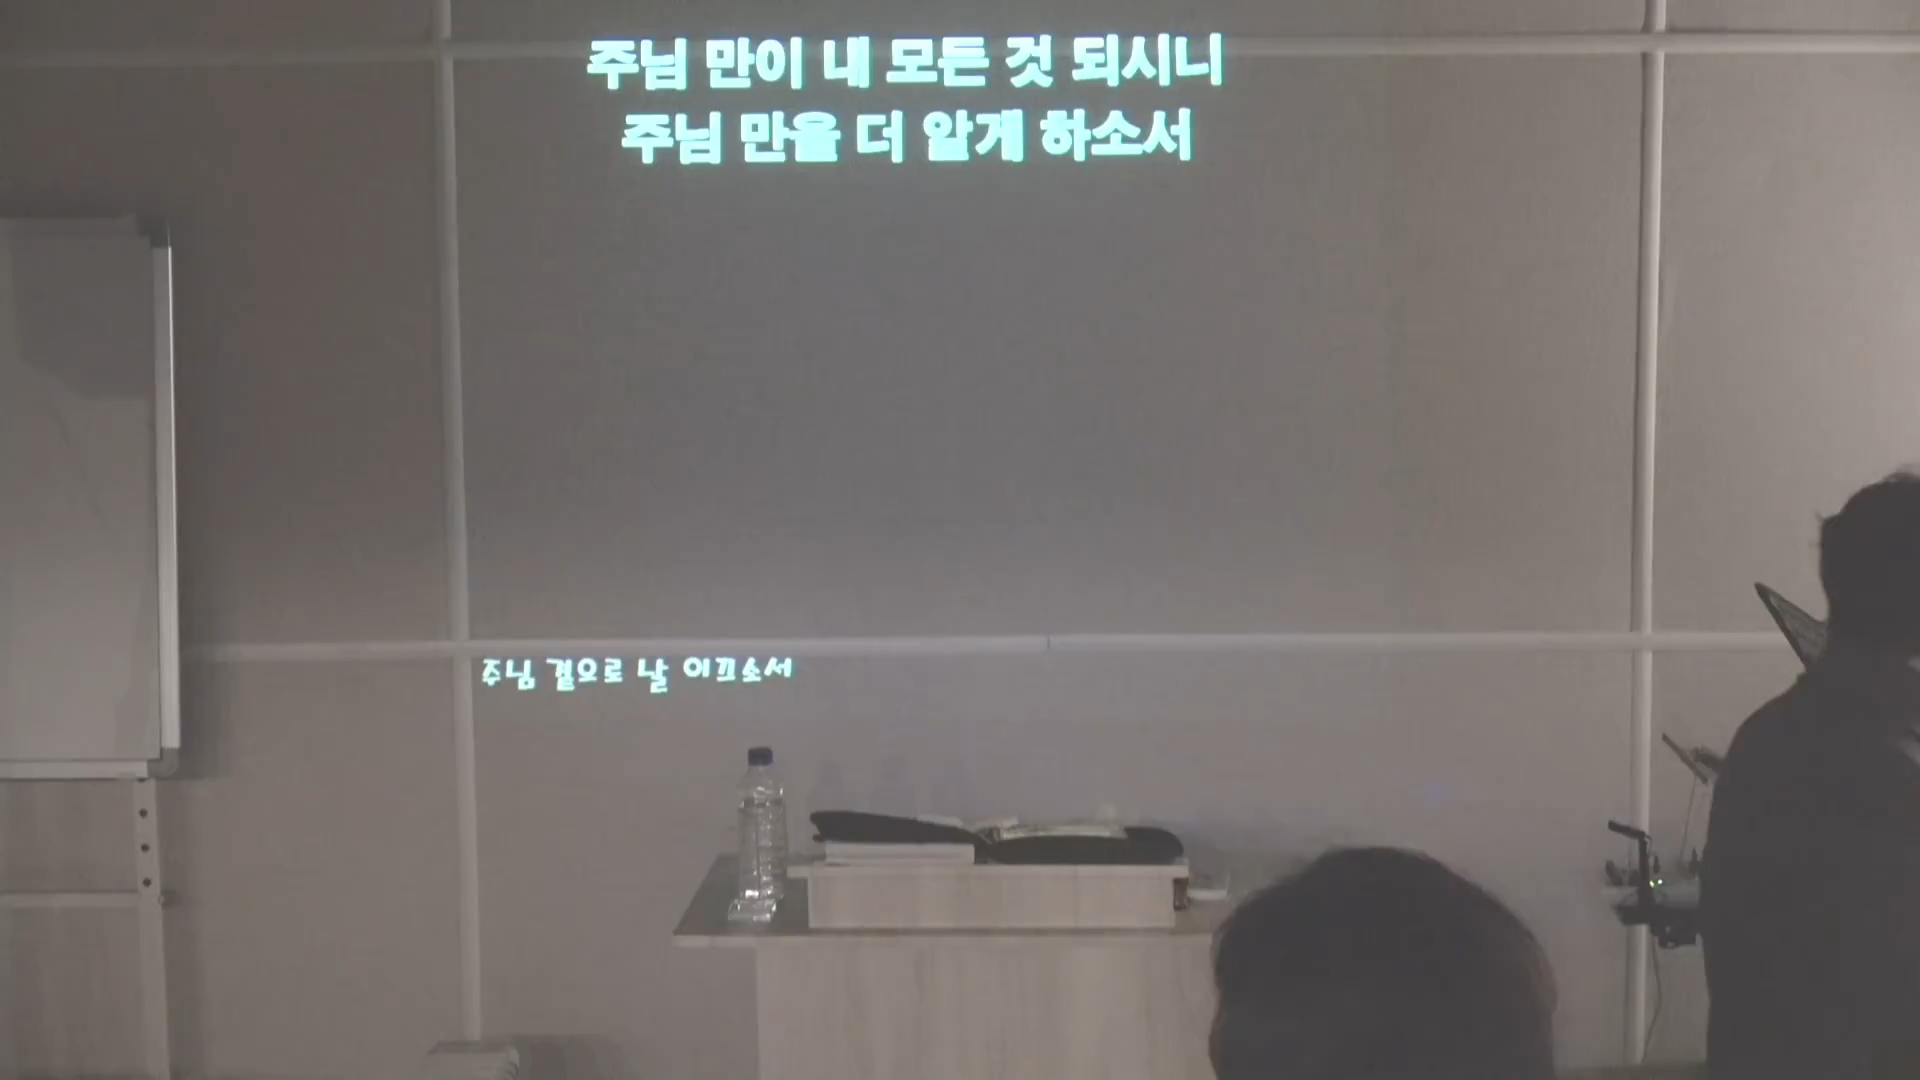 주님 만이 내 모든 것 되시니
주님 만을 더 알게 하소서
주님 곁으로 날 이끄소서